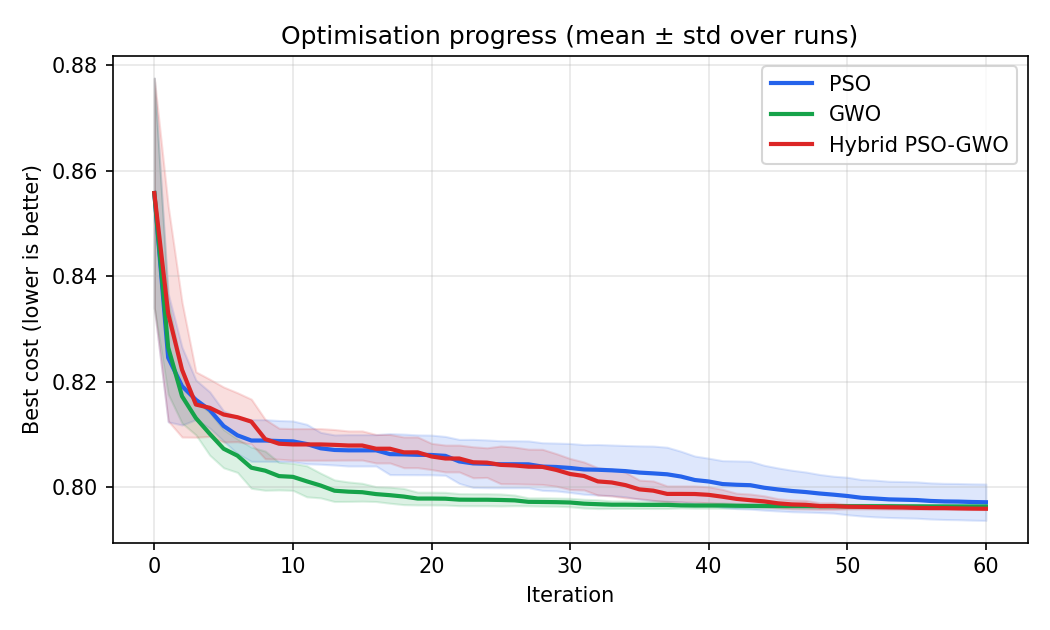 Optimisation progress (mean ± std over runs)
Best cost (lower is better)
0.88
0.86
0.84
0.82
0.80
PSO
GWO
Hybrid PSO-GWO
0 10 20 30 40 50 60
Iteration